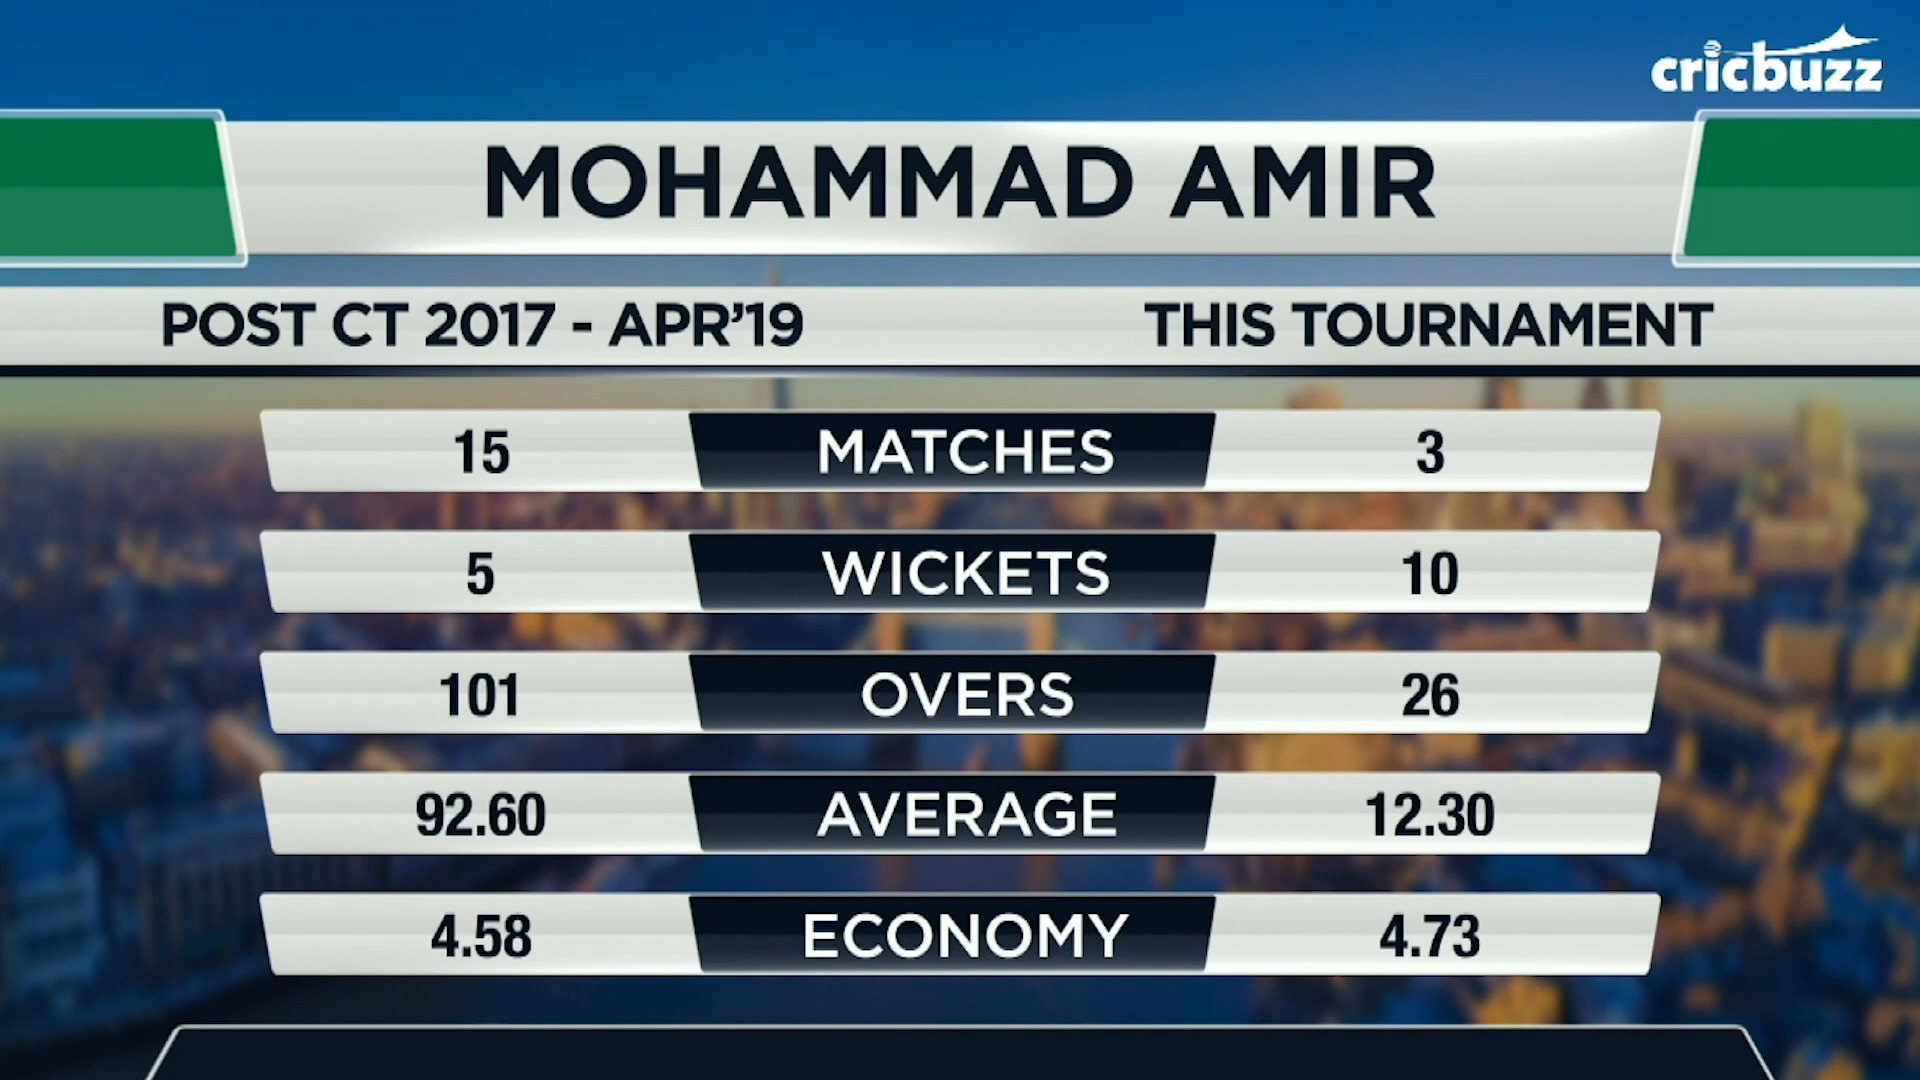 cricbuzz
MOHAMMAD AMIR
POST CT 2017 - APR’19 THIS TOURNAMENT
15 MATCHES 3
5 WICKETS 10
101 OVERS 26
92.60 AVERAGE 12.30
4.58 ECONOMY 4.73